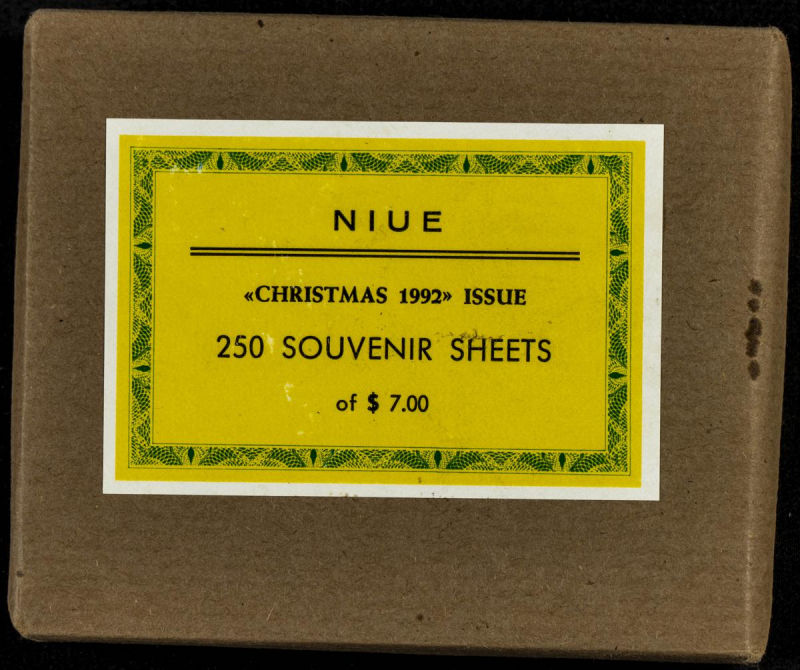 NIUE
«CHRISTMAS 1992» ISSUE
250 SOUVENIR SHEETS
of $ 7.00